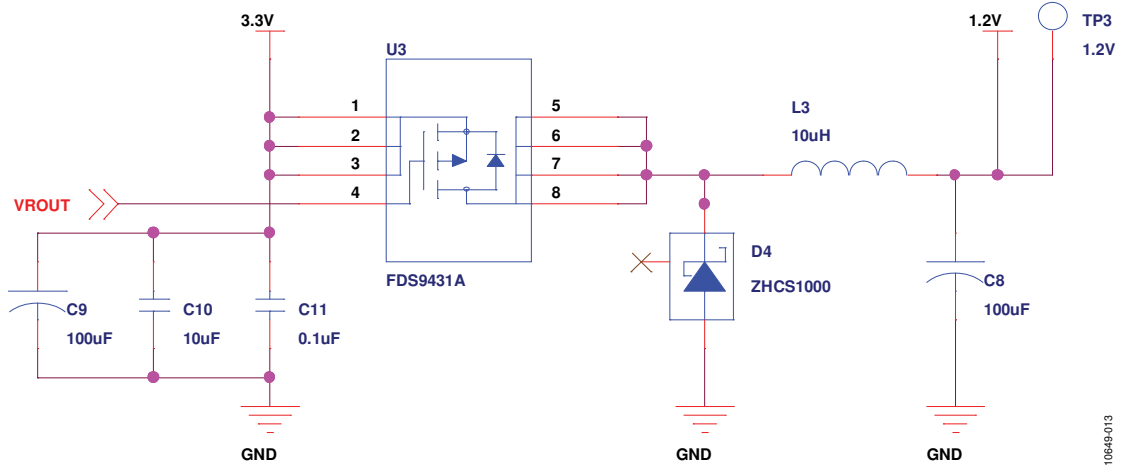 3.3V
U3
1
2
3
4
5
6
7
8
FDS9431A
VROUT
C9
100uF
C10
10uF
C11
0.1uF
GND
L3
10uH
D4
ZHCS1000
GND
1.2V
TP3
1.2V
C8
100uF
GND
10649-013